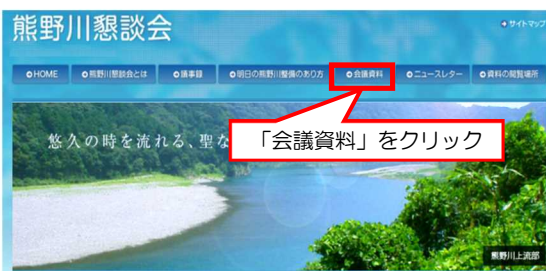 熊野川懇談会
サイトマップ
HOME 熊野川懇談会とは 議事録 明日の熊野川整備のあり方 会議資料 ニュースレター 資料の閲覧場所
悠久の時を流れる、聖な
「会議資料」をクリック
熊野川上流部